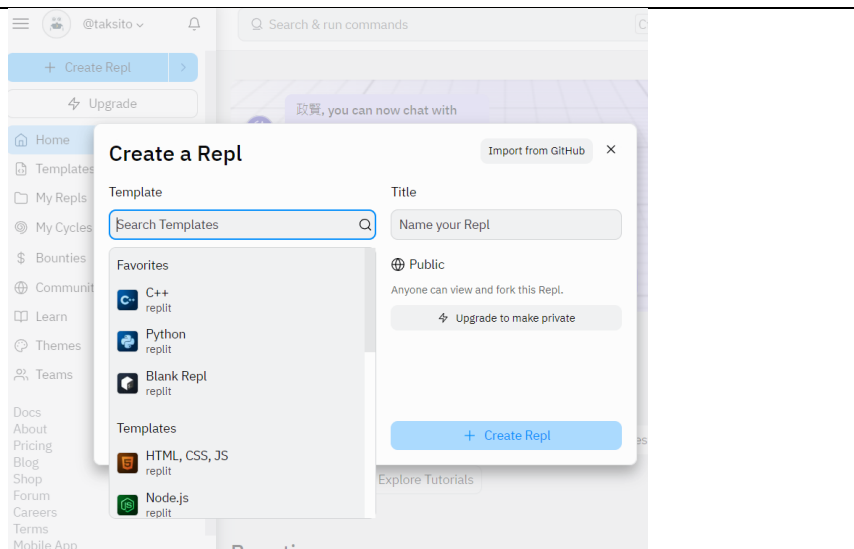 @taksito
Search & run commands
C
+ Create Repl
Upgrade
政賢, you can now chat with
Home
Templates
My Repls
My Cycles
$ Bounties
Communit
Learn
Themes
Teams
Docs
About
Pricing
Blog
Shop
Forum
Careers
Terms
Mobile App
Create a Repl
Import from GitHub
Template
Search Templates
Favorites
C++
replit
Python
replit
Blank Repl
replit
Templates
HTML, CSS, JS
replit
Node.js
replit
Title
Name your Repl
Public
Anyone can view and fork this Repl.
Upgrade to make private
+ Create Repl
es
Explore Tutorials